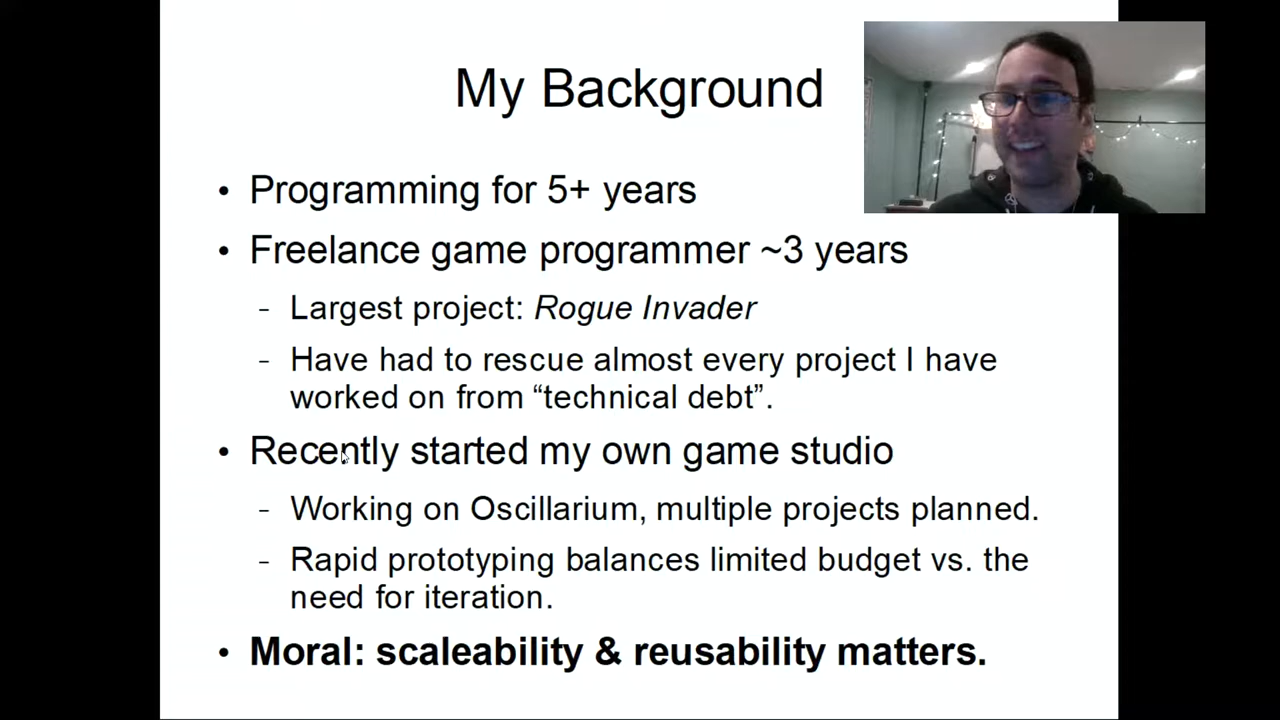 My Background
• Programming for 5+ years
• Freelance game programmer ~3 years
– Largest project: Rogue Invader
– Have had to rescue almost every project I have
worked on from “technical debt”.
• Recently started my own game studio
– Working on Oscillarium, multiple projects planned.
– Rapid prototyping balances limited budget vs. the
need for iteration.
• Moral: scaleability & reusability matters.